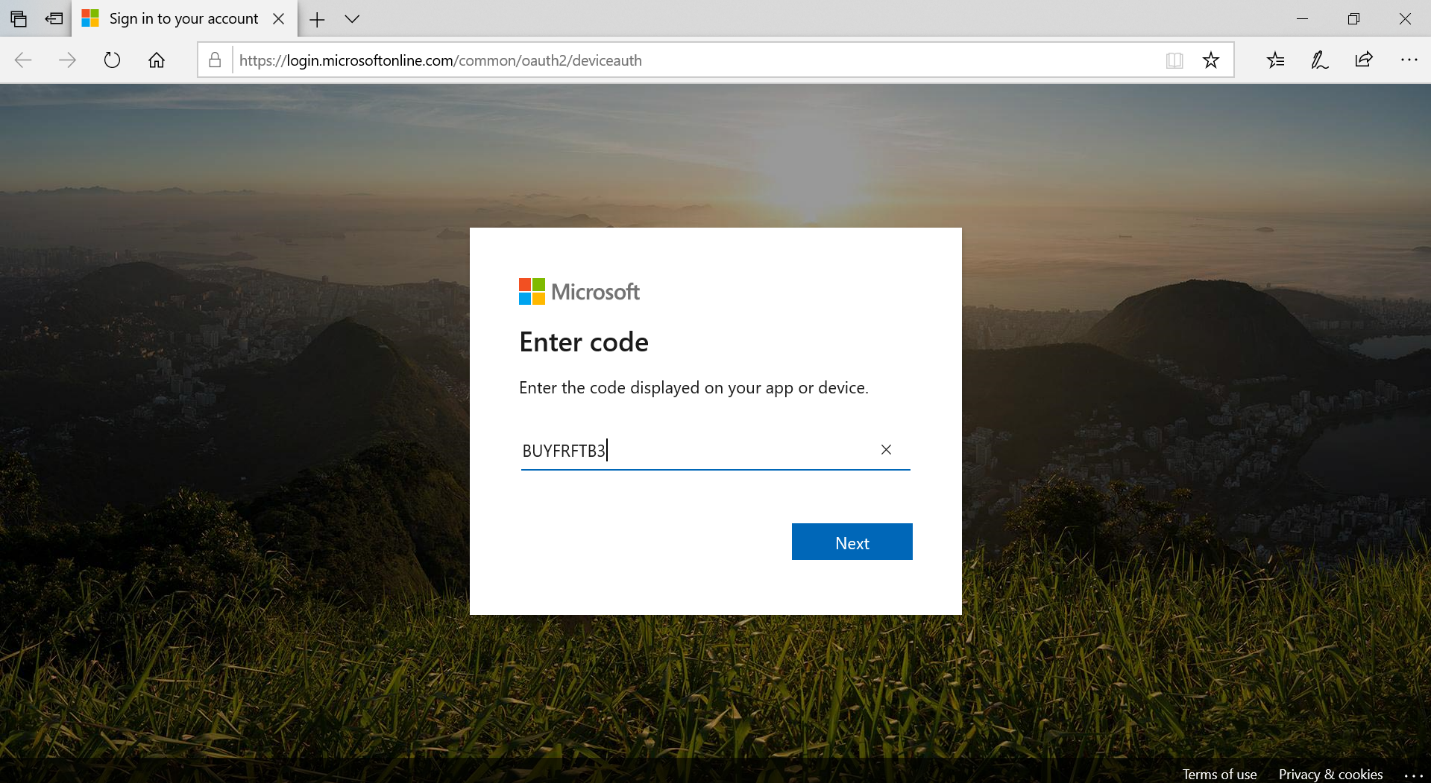 Sign in to your account
https://login.microsoftonline.com/common/oauth2/deviceauth
Microsoft
Enter code
Enter the code displayed on your app or device.
BUYFRFTB3
Next
Terms of use Privacy & cookies ...